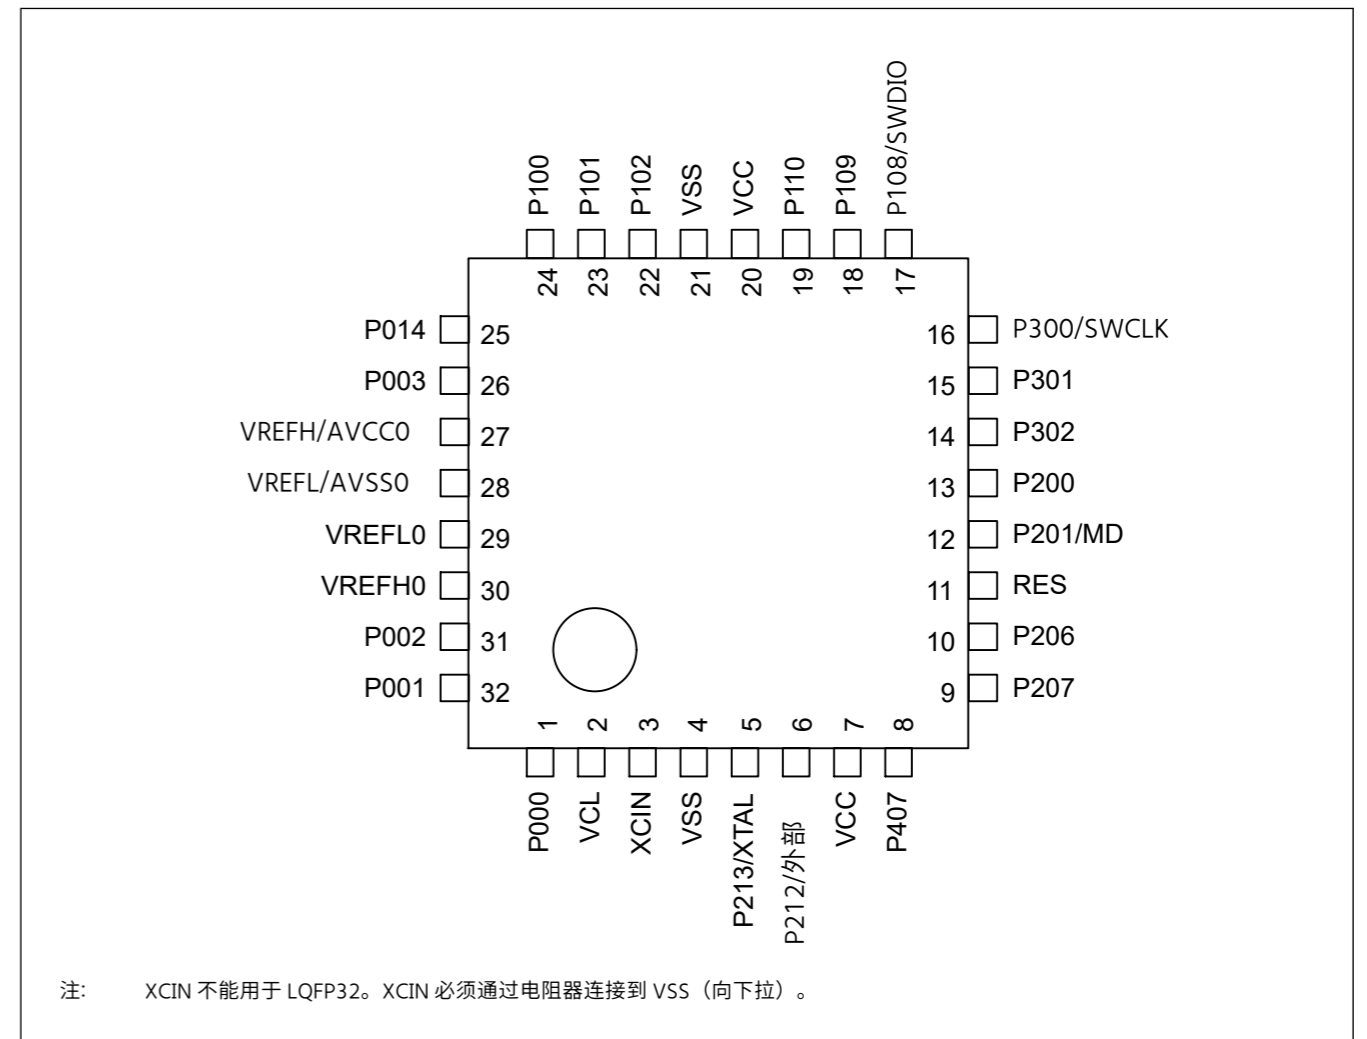 P108/SWDIO
P100
P101
P102
VSS
VCC
P110
P109
24
23
22
21
20
19
18
17
P014
25
16
P300/SWCLK
P003
26
15
P301
VREFH/AVCC0
27
14
P302
VREFL/AVSS0
28
13
P200
VREFL0
29
12
P201/MD
VREFH0
30
11
RES
P002
31
10
P206
P001
32
9
P207
1
2
3
4
5
6
7
8
P000
VCL
XCIN
VSS
P213/XTAL
P212/外部
VCC
P407
注: XCIN 不能用于 LQFP32。XCIN 必须通过电阻器连接到 VSS（向下拉）。